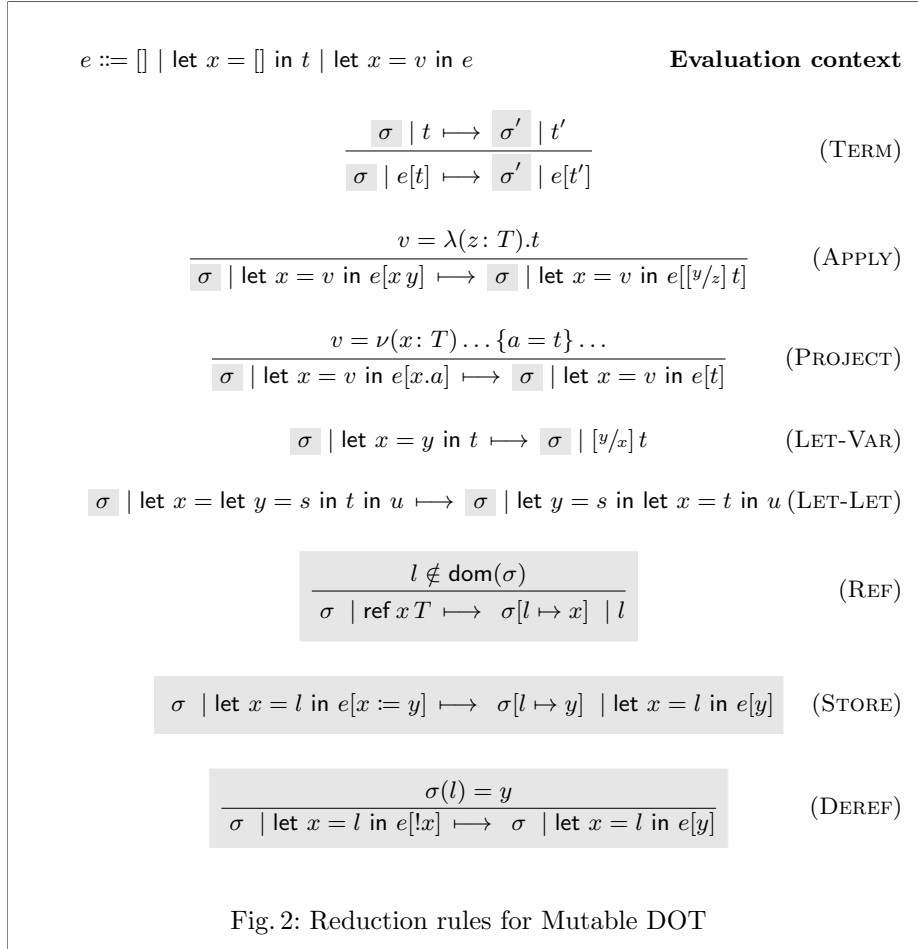 e ::= [] | let x = [] in t | let x = v in e Evaluation context
σ | t ⟼ σ′ | t′
σ | e[t] ⟼ σ′ | e[t′] (TERM)
v = λ(z: T).t
σ | let x = v in e[x y] ⟼ σ | let x = v in e[[y/z] t] (APPLY)
v = ν(x: T) … {a = t} …
σ | let x = v in e[x.a] ⟼ σ | let x = v in e[t] (PROJECT)
σ | let x = y in t ⟼ σ | [y/x] t (LET-VAR)
σ | let x = let y = s in t in u ⟼ σ | let y = s in let x = t in u (LET-LET)
l ∉ dom(σ)
σ | ref x T ⟼ σ[l ↦ x] | l (REF)
σ | let x = l in e[x := y] ⟼ σ[l ↦ y] | let x = l in e[y] (STORE)
σ(l) = y
σ | let x = l in e[!x] ⟼ σ | let x = l in e[y] (DEREF)
Fig. 2: Reduction rules for Mutable DOT